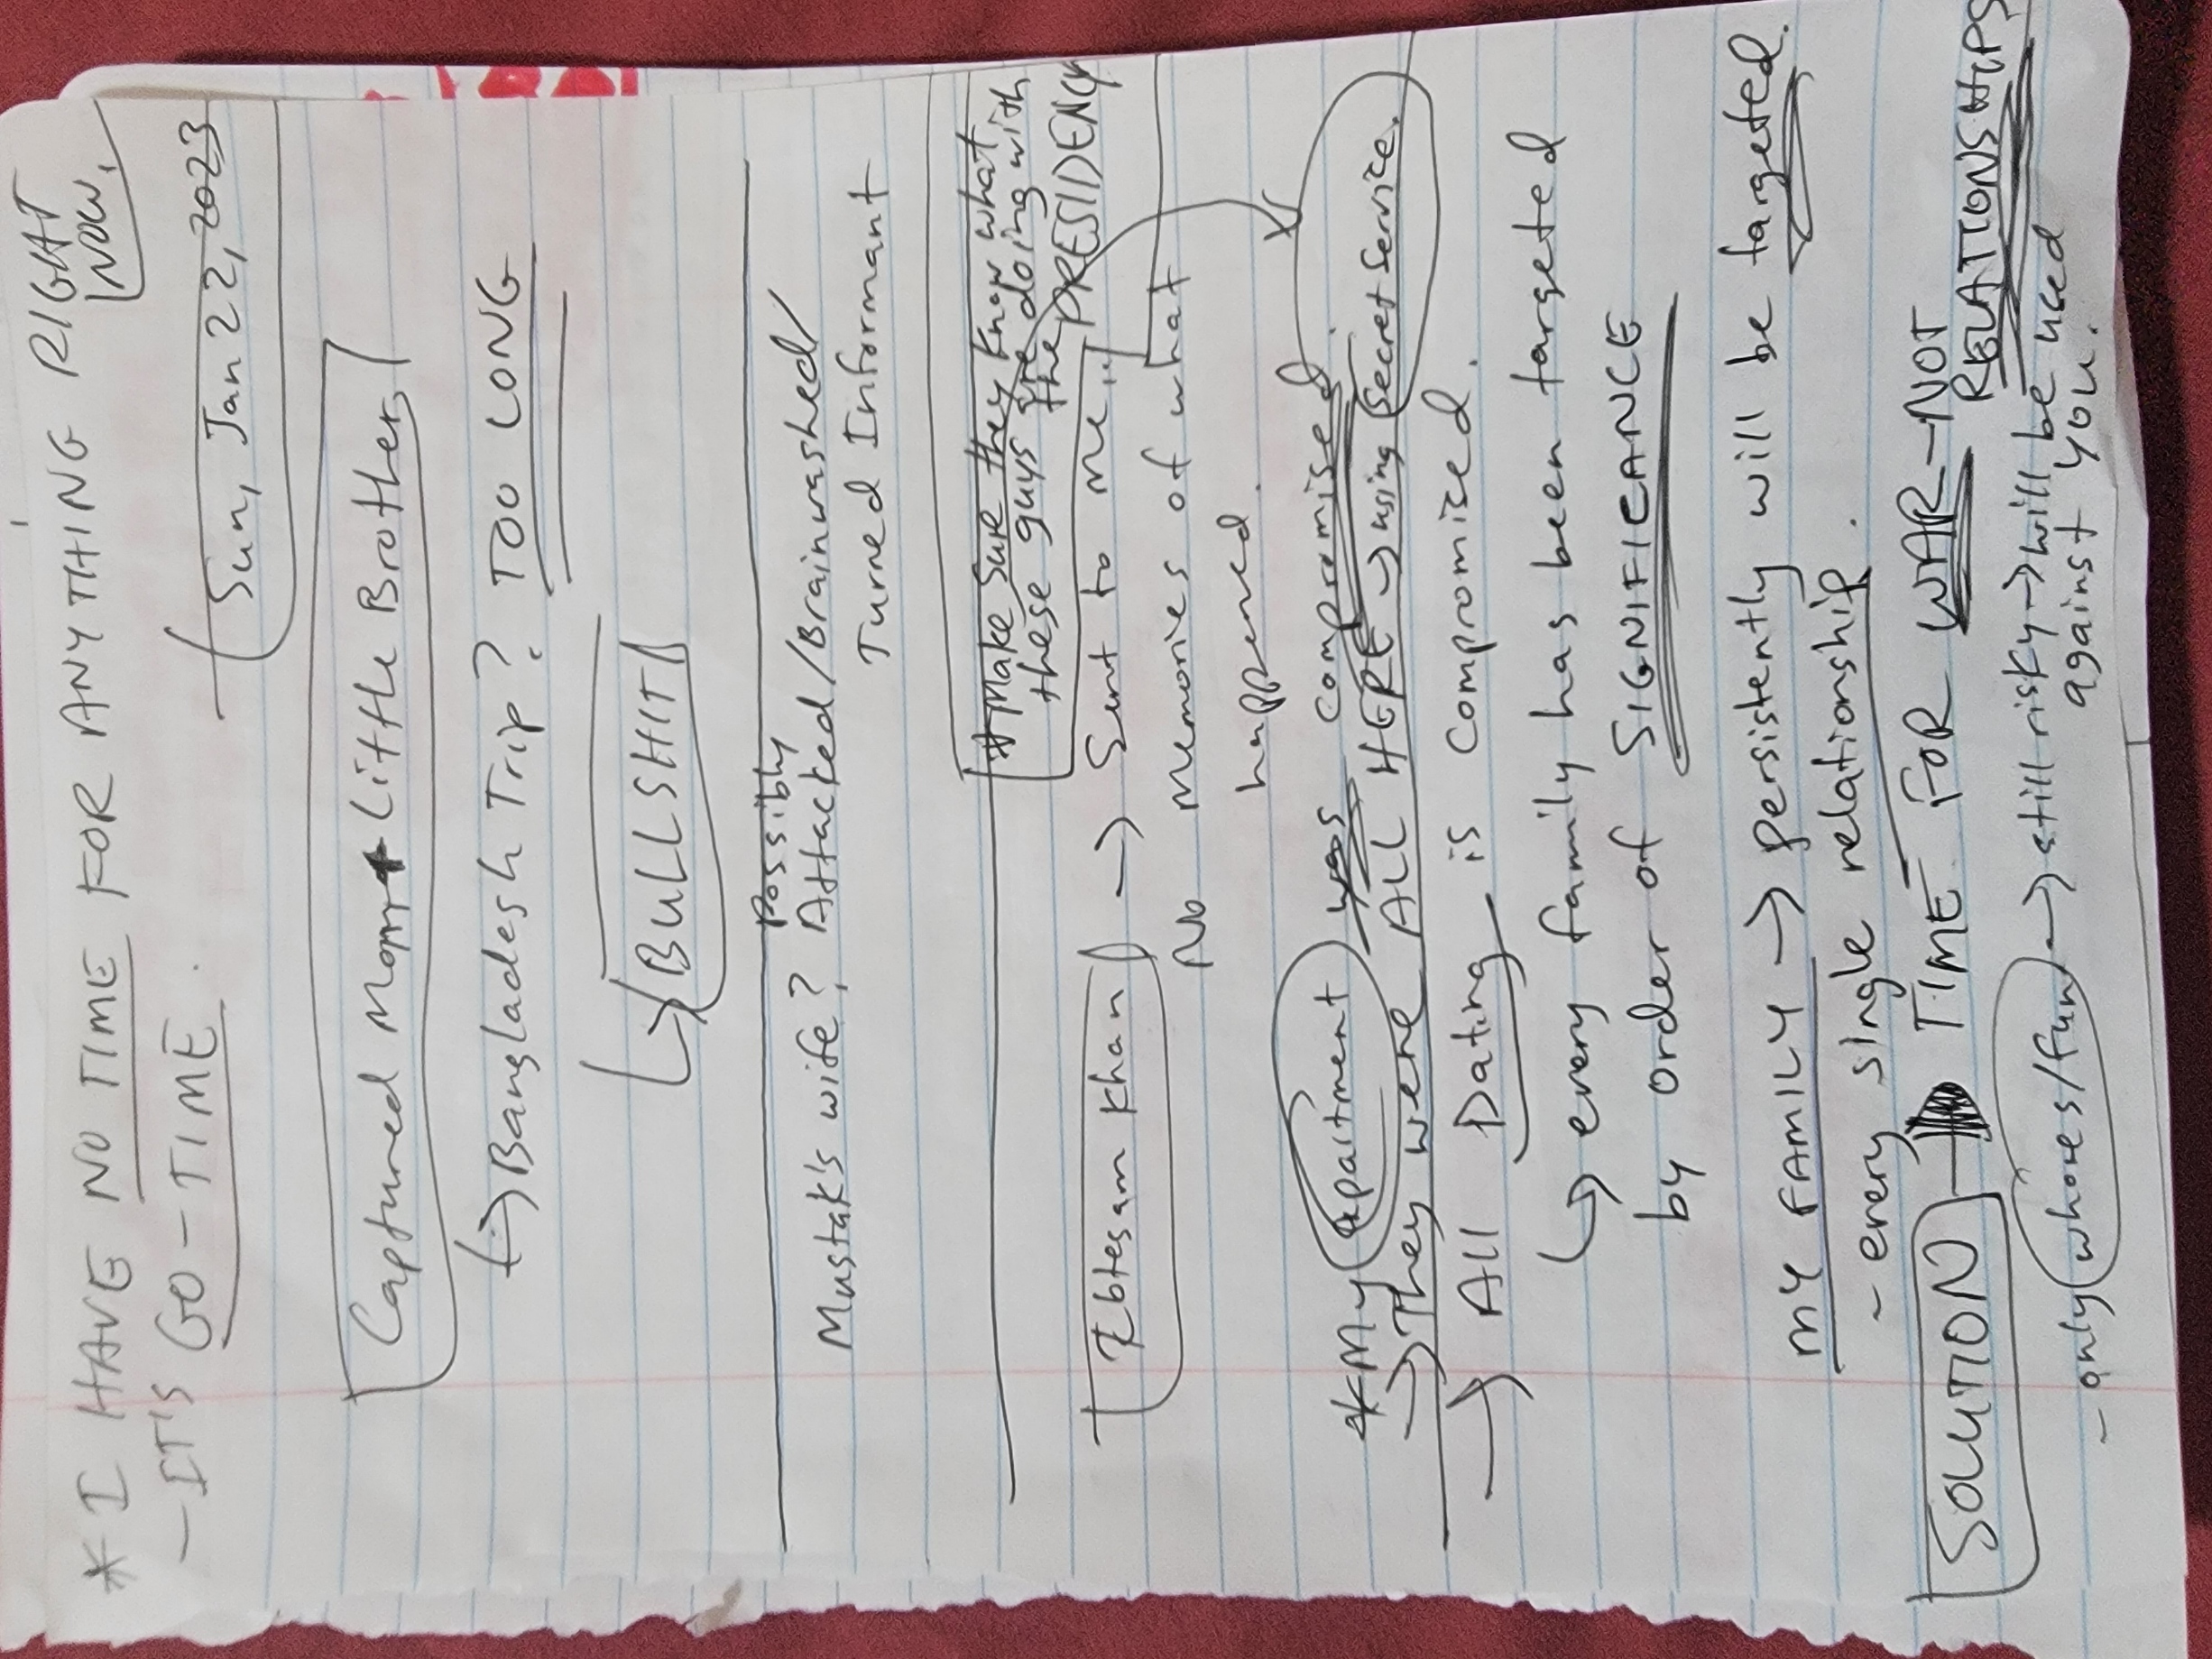 * I HAVE NO TIME FOR ANYTHING RIGHT NOW.
- IT'S GO-TIME.
Sun, Jan 22, 2023
Captured Mom + Little Brother
↳ Bangladesh Trip? TOO LONG
↳ BULLSHIT
Mustak's wife? Possibly Attacked/Brainwashed/
Turned Informant
* Make Sure they know what
these guys are doing with
the PRESIDENCY
Ebtesam Khan → Sent to me...
No memories of what
happened.
* My apartment was compromised.
→ They were ALL HERE → using Secret Service.
→ All Dating is compromised.
↳ every family has been targeted
by order of SIGNIFICANCE
MY FAMILY → persistently will be targeted.
- every single relationship.
SOLUTION → TIME FOR WAR - NOT
RELATIONSHIPS
- only whores/fun → still risky → will be used
against you.